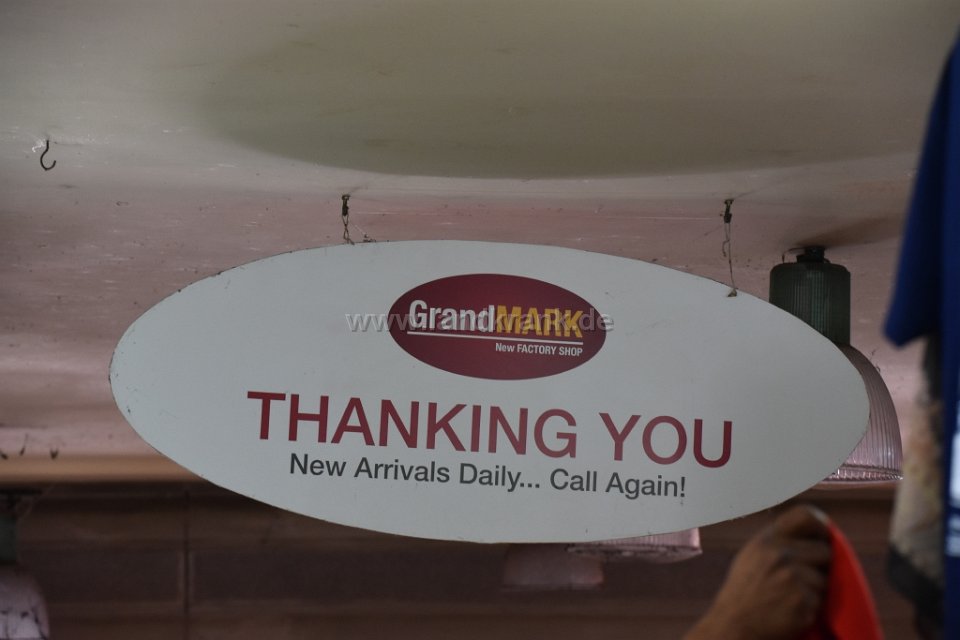 GrandMARK
New FACTORY SHOP
THANKING YOU
New Arrivals Daily... Call Again!